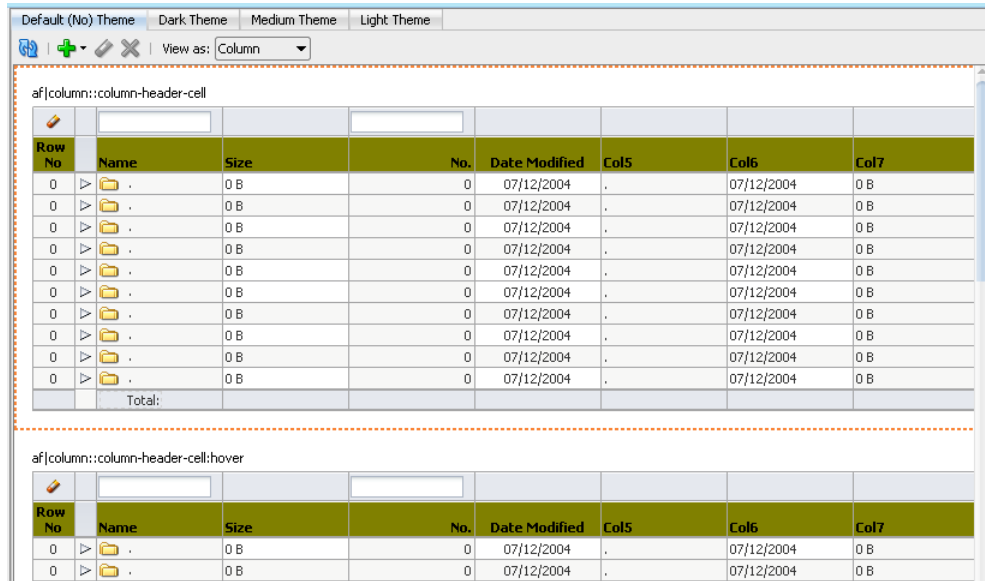 Default (No) Theme Dark Theme Medium Theme Light Theme
View as: Column
af|column::column-header-cell
Row No Name Size No. Date Modified Col5 Col6 Col7
0 . 0 B 0 07/12/2004 . 07/12/2004 0 B
0 . 0 B 0 07/12/2004 . 07/12/2004 0 B
0 . 0 B 0 07/12/2004 . 07/12/2004 0 B
0 . 0 B 0 07/12/2004 . 07/12/2004 0 B
0 . 0 B 0 07/12/2004 . 07/12/2004 0 B
0 . 0 B 0 07/12/2004 . 07/12/2004 0 B
0 . 0 B 0 07/12/2004 . 07/12/2004 0 B
0 . 0 B 0 07/12/2004 . 07/12/2004 0 B
0 . 0 B 0 07/12/2004 . 07/12/2004 0 B
0 . 0 B 0 07/12/2004 . 07/12/2004 0 B
Total:
af|column::column-header-cell:hover
Row No Name Size No. Date Modified Col5 Col6 Col7
0 . 0 B 0 07/12/2004 . 07/12/2004 0 B
0 . 0 B 0 07/12/2004 . 07/12/2004 0 B